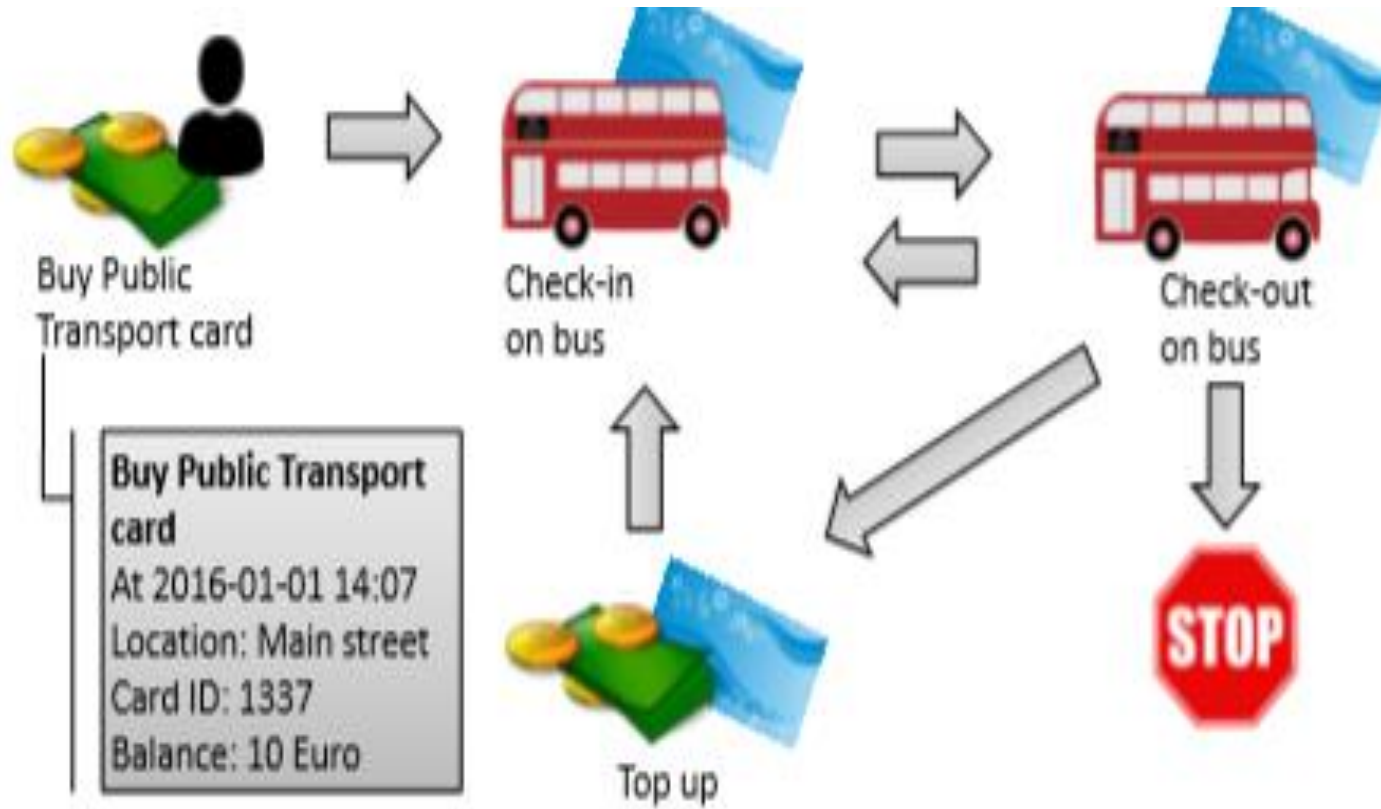 Buy Public
Transport card
Check-in
on bus
Check-out
on bus
Buy Public Transport
card
At 2016-01-01 14:07
Location: Main street
Card ID: 1337
Balance: 10 Euro
Top up
STOP